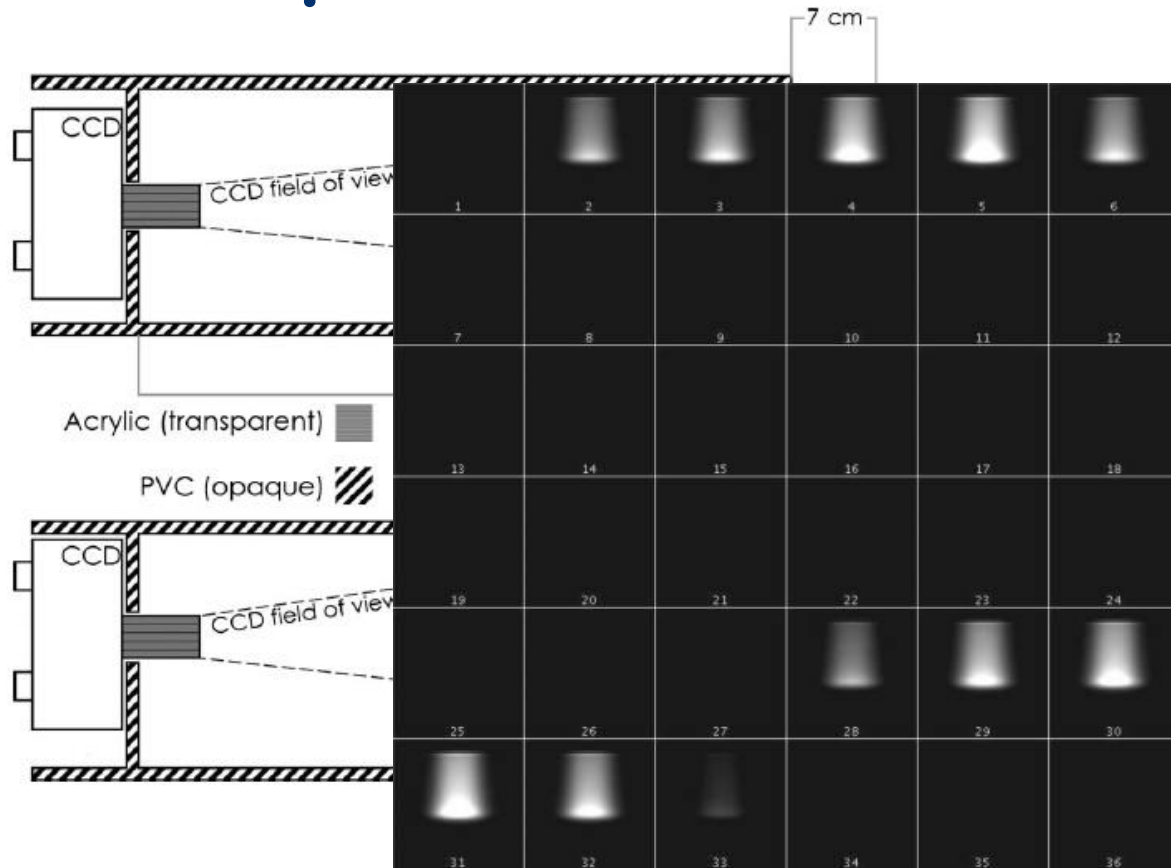 7 cm
CCD
CCD field of view
Acrylic (transparent)
PVC (opaque)
CCD
CCD field of view
1 2 3 4 5 6
7 8 9 10 11 12
13 14 15 16 17 18
19 20 21 22 23 24
25 26 27 28 29 30
31 32 33 34 35 36